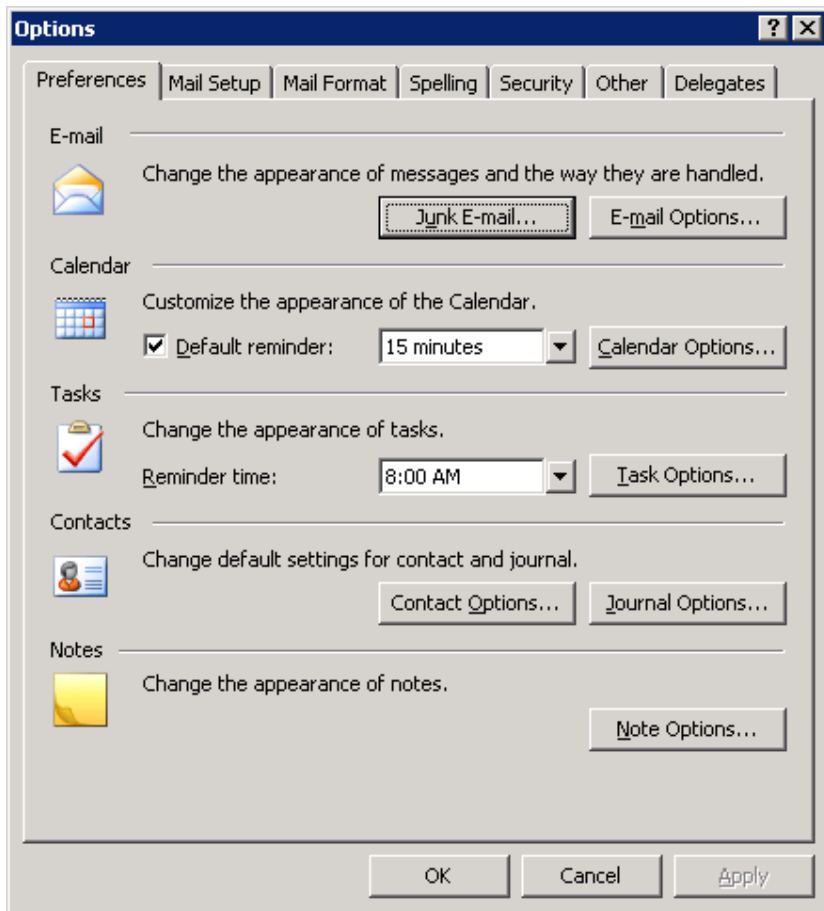 Options
Preferences Mail Setup Mail Format Spelling Security Other Delegates
E-mail
Change the appearance of messages and the way they are handled.
Junk E-mail... E-mail Options...
Calendar
Customize the appearance of the Calendar.
Default reminder: 15 minutes Calendar Options...
Tasks
Change the appearance of tasks.
Reminder time: 8:00 AM Task Options...
Contacts
Change default settings for contact and journal.
Contact Options... Journal Options...
Notes
Change the appearance of notes.
Note Options...
OK Cancel Apply